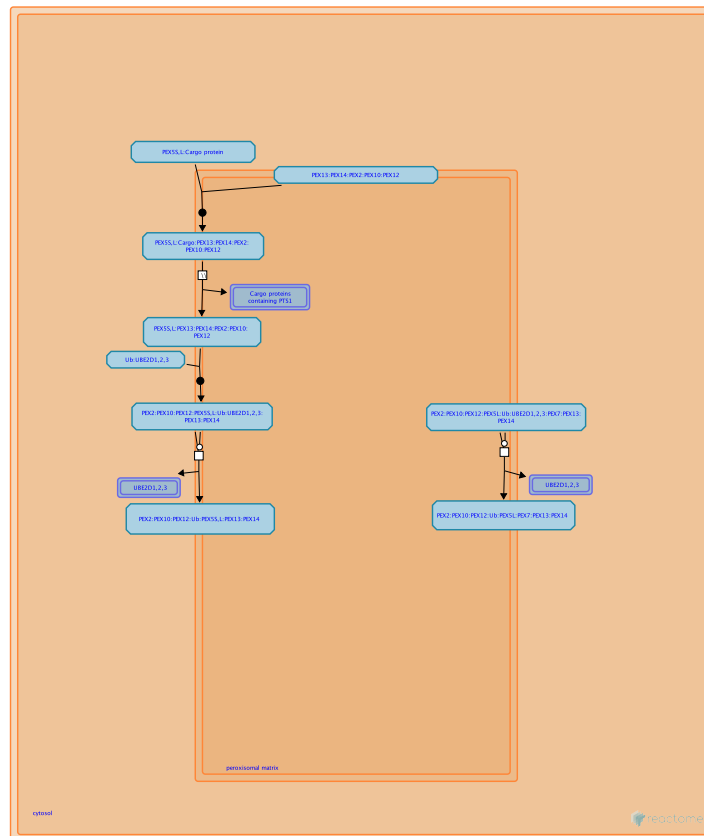 PEX5S,L:Cargo protein
PEX13:PEX14:PEX2:PEX10:PEX12
PEX5S,L:Cargo:PEX13:PEX14:PEX2:
PEX10:PEX12
Cargo proteins
containing PTS1
PEX5S,L:PEX13:PEX14:PEX2:PEX10:
PEX12
Ub:UBE2D1,2,3
PEX2:PEX10:PEX12:PEX5S,L:Ub:UBE2D1,2,3:
PEX13:PEX14
PEX2:PEX10:PEX12:PEX5L:Ub:UBE2D1,2,3:PEX7:PEX13:
PEX14
UBE2D1,2,3
UBE2D1,2,3
PEX2:PEX10:PEX12:Ub:PEX5S,L:PEX13:PEX14
PEX2:PEX10:PEX12:Ub:PEX5L:PEX7:PEX13:PEX14
peroxisomal matrix
cytosol
reactome